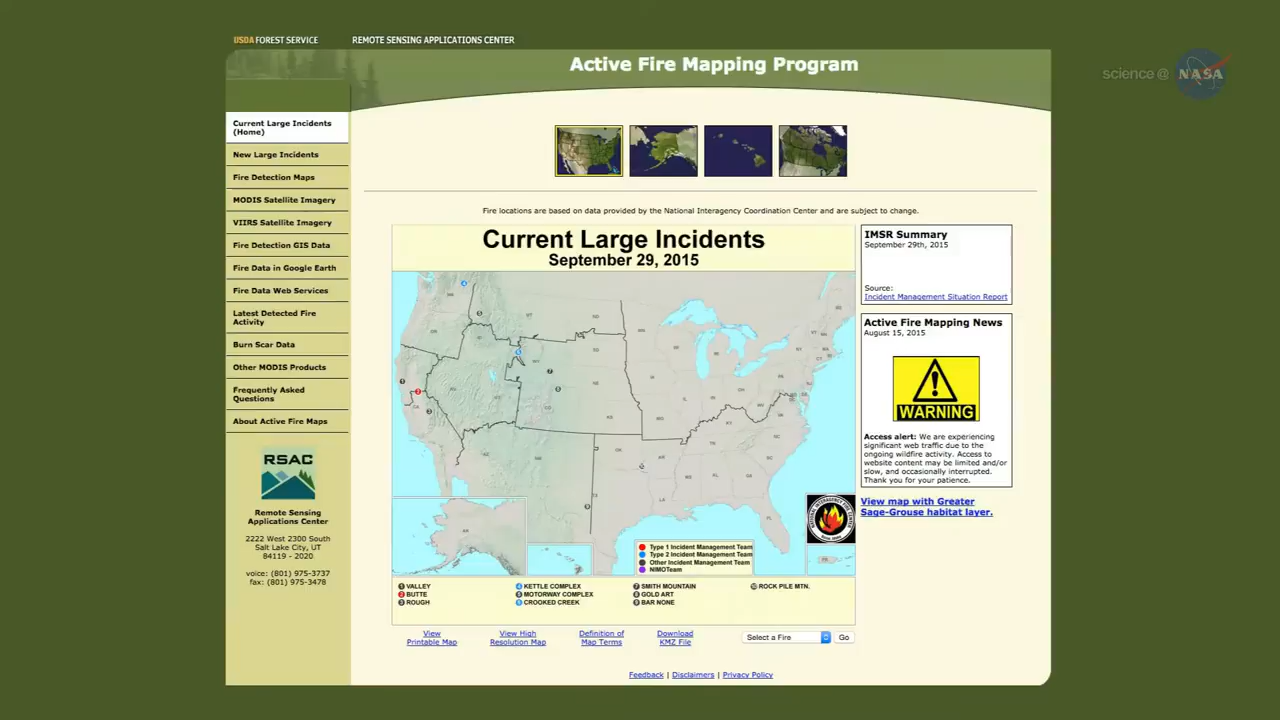 USDA FOREST SERVICE
REMOTE SENSING APPLICATIONS CENTER
science @ NASA
Active Fire Mapping Program
Current Large Incidents
(Home)
New Large Incidents
Fire Detection Maps
MODIS Satellite Imagery
VIIRS Satellite Imagery
Fire Detection GIS Data
Fire Data in Google Earth
Fire Data Web Services
Latest Detected Fire
Activity
Burn Scar Data
Other MODIS Products
Frequently Asked
Questions
About Active Fire Maps
RSAC
Remote Sensing
Applications Center
2222 West 2300 South
Salt Lake City, UT
84119 - 2020
voice: (801) 975-3737
fax: (801) 975-3478
Fire locations are based on data provided by the National Interagency Coordination Center and are subject to change.
Current Large Incidents
September 29, 2015
Type 1 Incident Management Team
Type 2 Incident Management Team
Other Incident Management Team
NIMOTeam
1 VALLEY
2 BUTTE
3 ROUGH
4 KETTLE COMPLEX
5 MOTORWAY COMPLEX
6 CROOKED CREEK
7 SMITH MOUNTAIN
8 GOLD ART
9 BAR NONE
10 ROCK PILE MTN.
View
Printable Map
View High
Resolution Map
Definition of
Map Terms
Download
KMZ File
Select a Fire
Go
IMSR Summary
September 29th, 2015
Source:
Incident Management Situation Report
Active Fire Mapping News
August 15, 2015
WARNING
Access alert: We are experiencing
significant web traffic due to the
ongoing wildfire activity. Access to
website content may be limited and/or
slow, and occasionally interrupted.
Thank you for your patience.
View map with Greater
Sage-Grouse habitat layer.
Feedback | Disclaimers | Privacy Policy